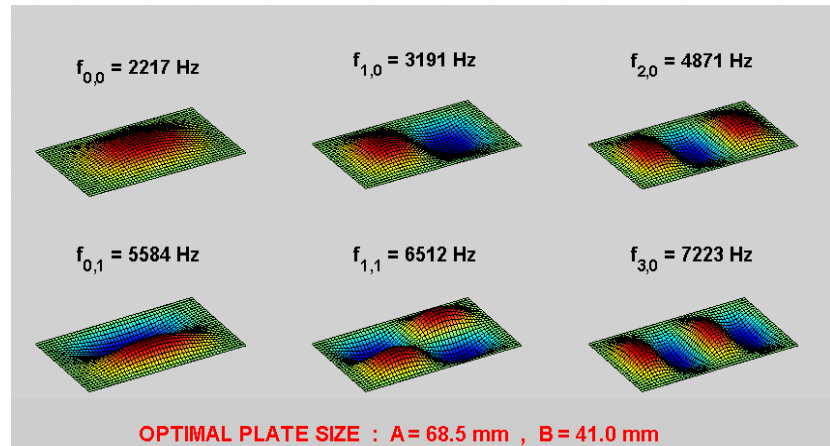 f0,0 = 2217 Hz
f1,0 = 3191 Hz
f2,0 = 4871 Hz
f0,1 = 5584 Hz
f1,1 = 6512 Hz
f3,0 = 7223 Hz
OPTIMAL PLATE SIZE : A = 68.5 mm , B = 41.0 mm